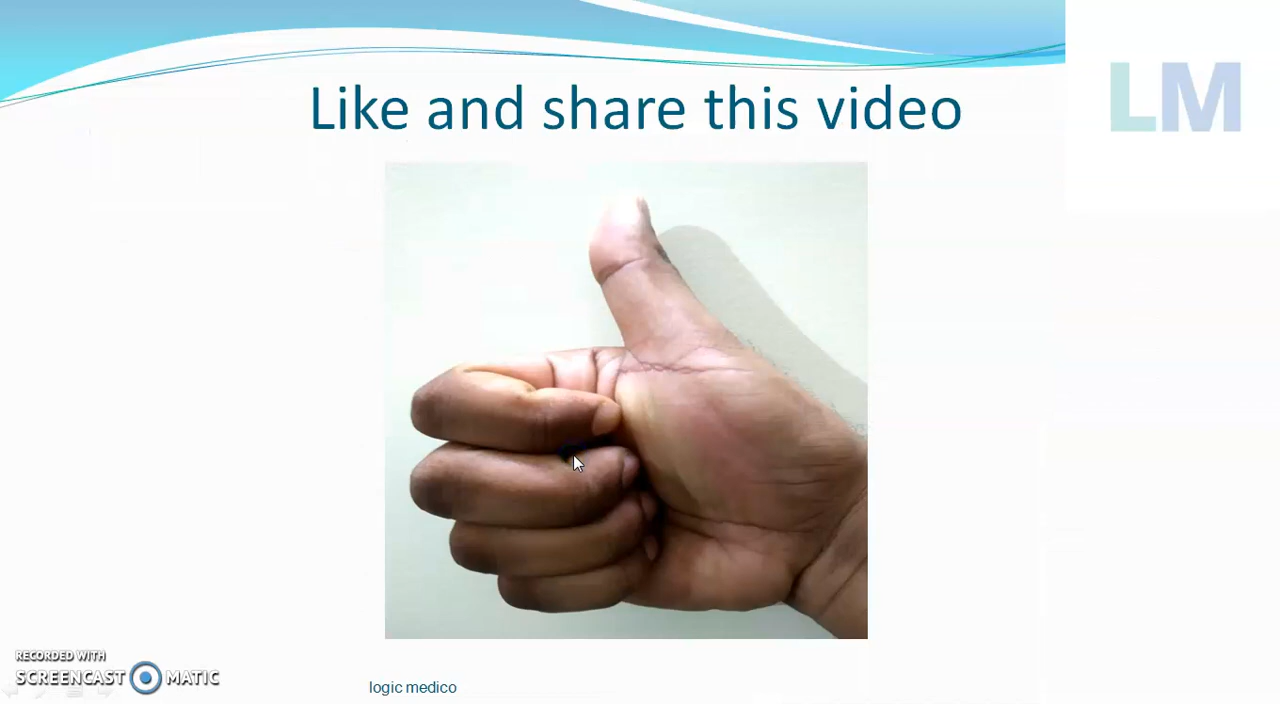 LM
Like and share this video
RECORDED WITH
SCREENCAST MATIC
logic medico